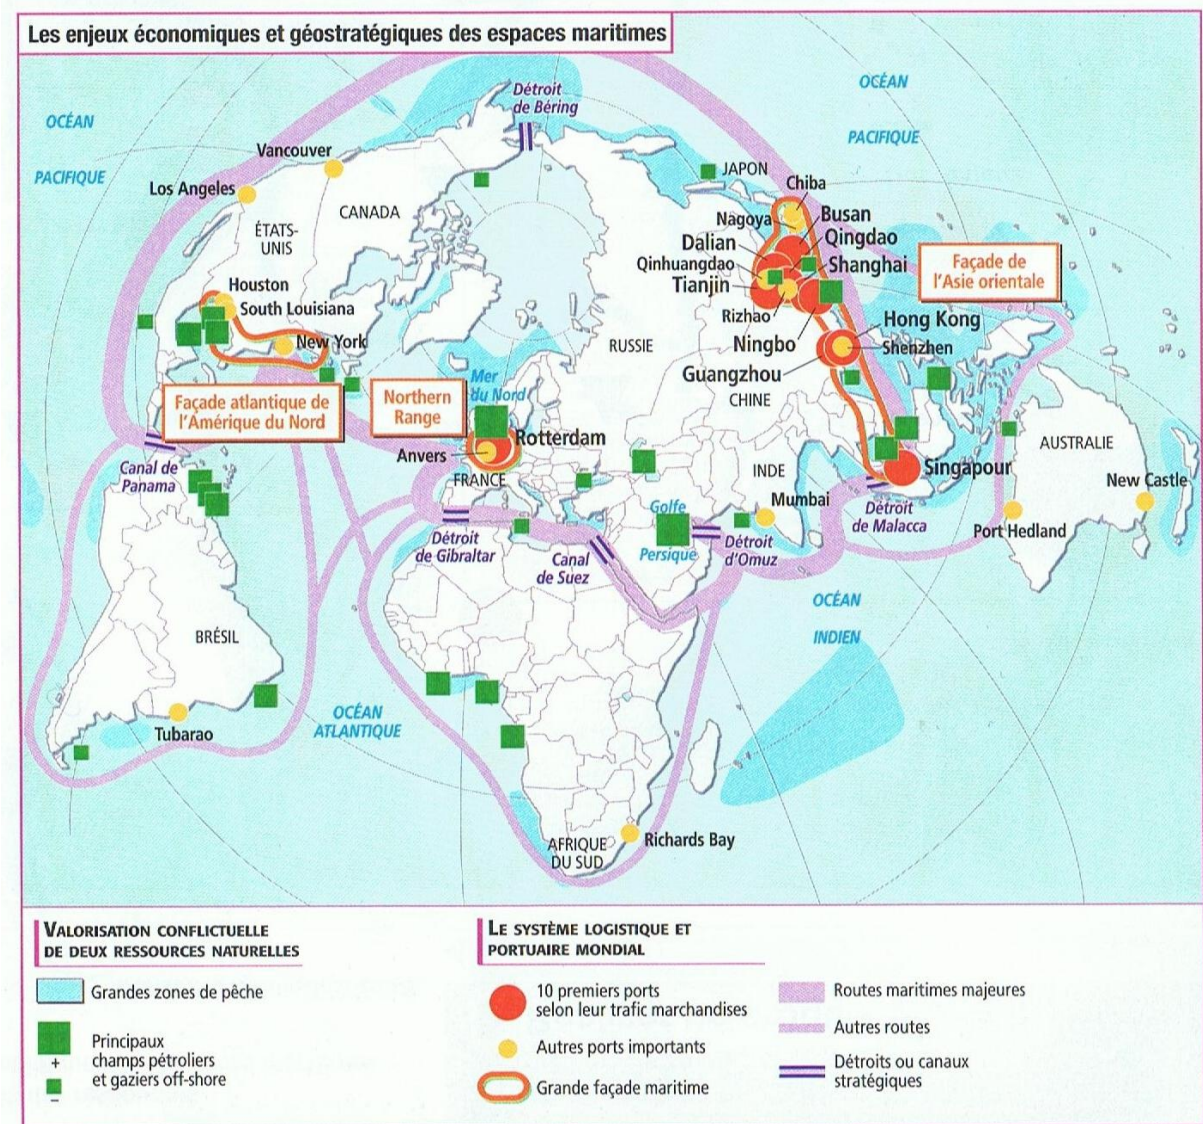 Les enjeux économiques et géostratégiques des espaces maritimes
OCÉAN
PACIFIQUE
Détroit
de Béring
OCÉAN
PACIFIQUE
Vancouver
Los Angeles
CANADA
ÉTATS-
UNIS
JAPON
Chiba
Nagoya
Busan
Dalian
Qingdao
Qinhuangdao
Shanghai
Tianjin
Façade de
l'Asie orientale
Houston
South Louisiana
New York
Rizhao
Ningbo
Hong Kong
Shenzhen
RUSSIE
Guangzhou
CHINE
Mer
du Nord
Façade atlantique de
l'Amérique du Nord
Northern
Range
Rotterdam
Anvers
FRANCE
AUSTRALIE
Canal de
Panama
INDE
Singapour
New Castle
Mumbai
Golfe
Persique
Détroit
de Malacca
Port Hedland
Détroit
de Gibraltar
Canal
de Suez
Détroit
d'Omuz
OCÉAN
INDIEN
BRÉSIL
OCÉAN
ATLANTIQUE
Tubarao
AFRIQUE
DU SUD
Richards Bay
VALORISATION CONFLICTUELLE
DE DEUX RESSOURCES NATURELLES
Grandes zones de pêche
Principaux
champs pétroliers
et gaziers off-shore
+
–
LE SYSTÈME LOGISTIQUE ET
PORTUAIRE MONDIAL
10 premiers ports
selon leur trafic marchandises
Autres ports importants
Grande façade maritime
Routes maritimes majeures
Autres routes
Détroits ou canaux
stratégiques